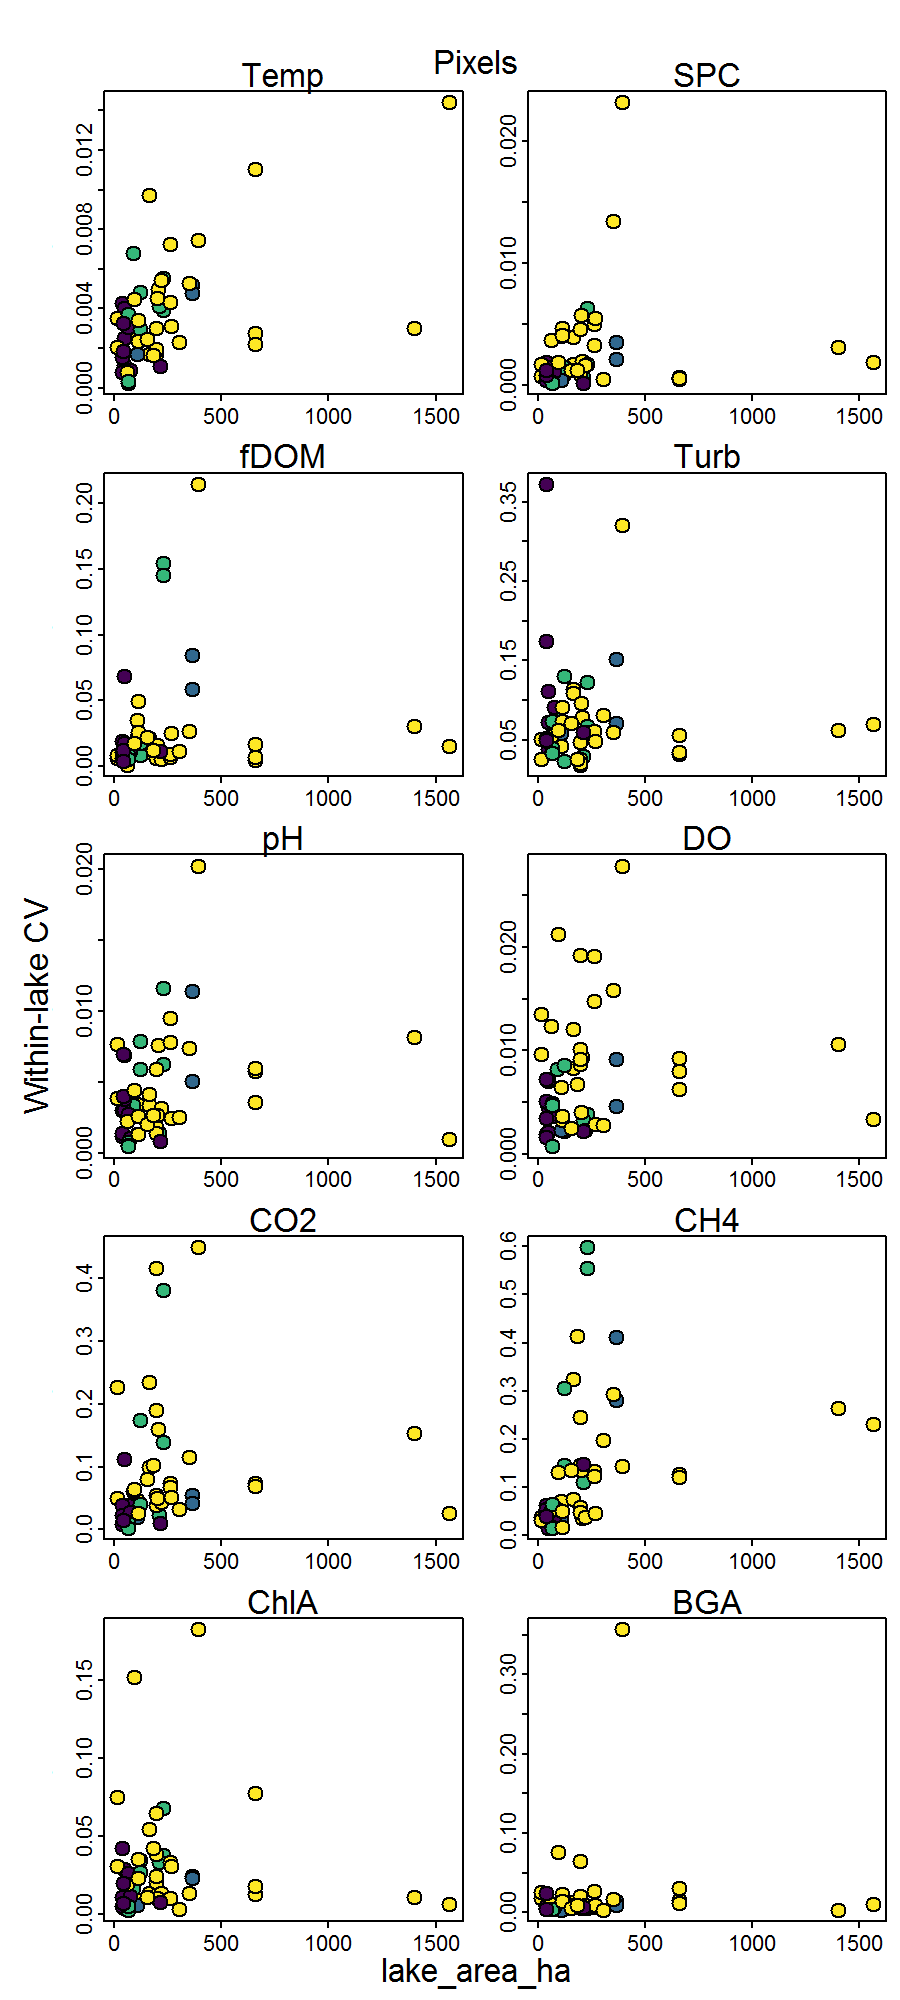 Pixels
Temp SPC
0.000 0.004 0.008 0.012
0 500 1000 1500
0.000 0.010 0.020
0 500 1000 1500
fDOM Turb
0.00 0.05 0.10 0.15 0.20
0 500 1000 1500
0.05 0.15 0.25 0.35
0 500 1000 1500
pH DO
0.000 0.010 0.020
0 500 1000 1500
0.000 0.010 0.020
0 500 1000 1500
Within-lake CV
CO2 CH4
0.0 0.1 0.2 0.3 0.4
0 500 1000 1500
0.0 0.1 0.2 0.3 0.4 0.5 0.6
0 500 1000 1500
ChlA BGA
0.00 0.05 0.10 0.15
0 500 1000 1500
0.00 0.10 0.20 0.30
0 500 1000 1500
lake_area_ha